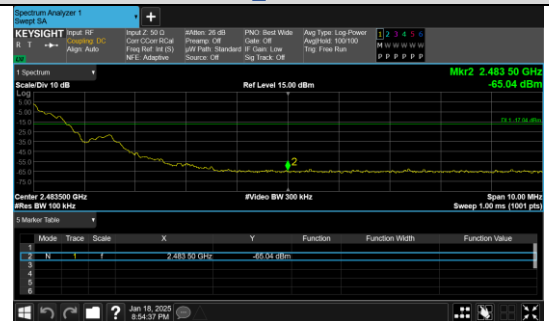 Spectrum Analyzer 1
Swept SA
+
KEYSIGHT Input: RF Input Z: 50 Ω #Atten: 26 dB PNO: Best Wide Avg Type: Log-Power 1 2 3 4 5 6
R T Coupling: DC Corr CCorr RCal Preamp: Off Gate: Off Avg|Hold: 100/100 M W W W W W
Align: Auto Freq Ref: Int (S) µW Path: Standard IF Gain: Low Trig: Free Run P P P P P P
NFE: Adaptive Source: Off Sig Track: Off
1 Spectrum Mkr2 2.483 50 GHz
Scale/Div 10 dB Ref Level 15.00 dBm -65.04 dBm
Log
5.00
-5.00
-15.0
-25.0
-35.0
-45.0
-55.0
-65.0
-75.0
2
Center 2.483500 GHz #Video BW 300 kHz Span 10.00 MHz
#Res BW 100 kHz Sweep 1.00 ms (1001 pts)
5 Marker Table
Mode Trace Scale X Y Function Function Width Function Value
1
2 N 1 f 2.483 50 GHz -65.04 dBm
3
4
5
6
? Jan 18, 2025
8:54:37 PM